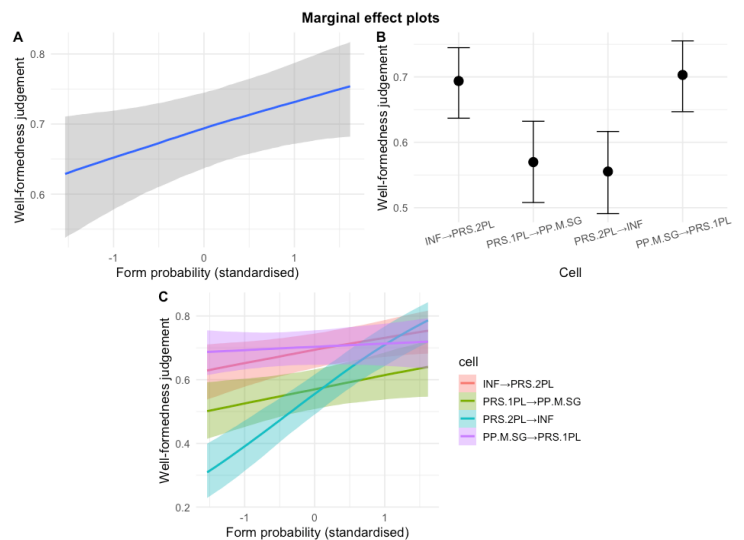 Marginal effect plots
A
Well-formedness judgement
0.8
0.7
0.6
-1
0
1
Form probability (standardised)
B
Well-formedness judgement
0.7
0.6
0.5
INF→PRS.2PL
PRS.1PL→PP.M.SG
PRS.2PL→INF
PP.M.SG→PRS.1PL
Cell
C
Well-formedness judgement
0.8
0.6
0.4
0.2
-1
0
1
Form probability (standardised)
cell
INF→PRS.2PL
PRS.1PL→PP.M.SG
PRS.2PL→INF
PP.M.SG→PRS.1PL